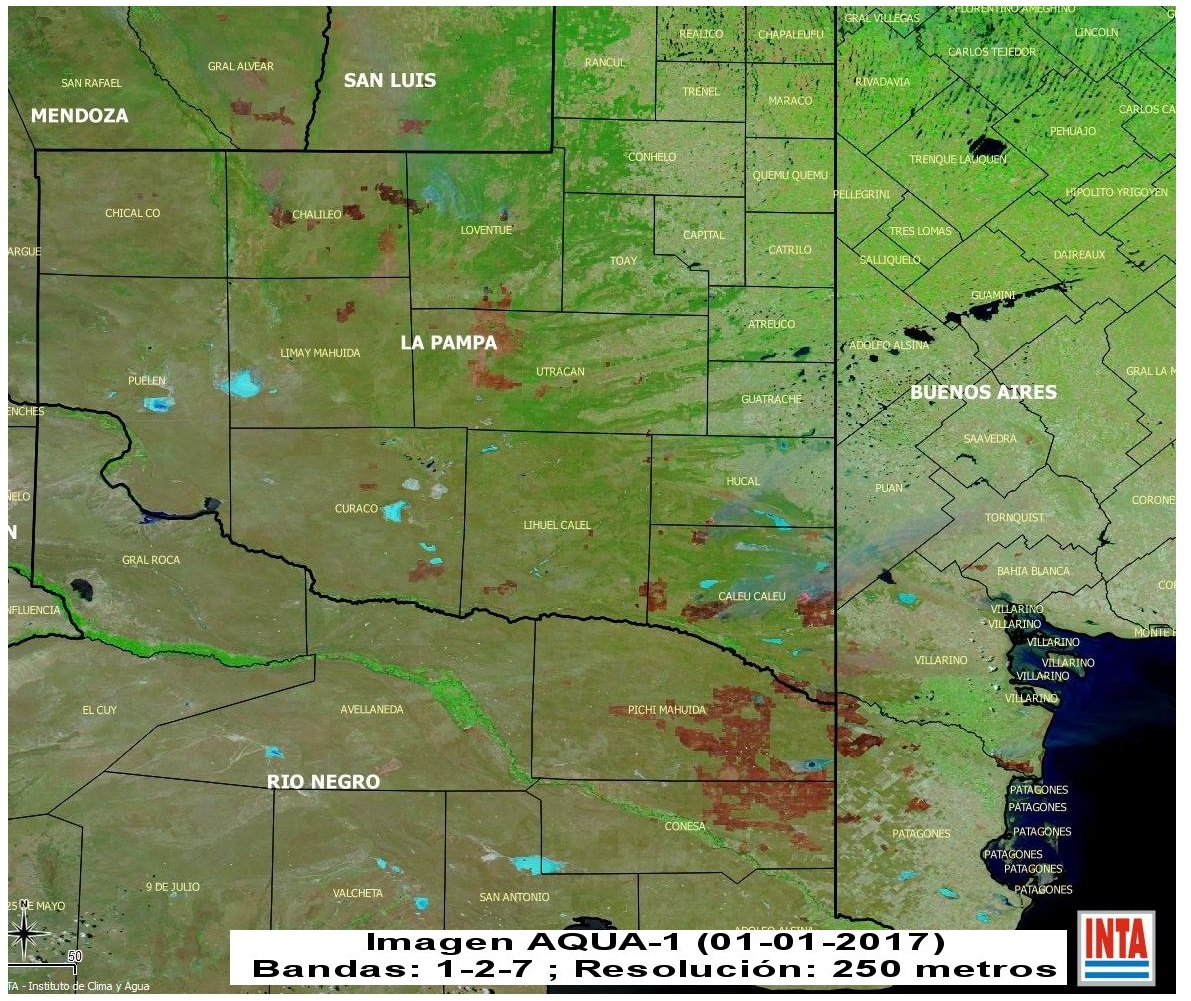 FLORENTINO AMEGHINO
GRAL VILLEGAS
REALICO
CHAPALEUFU
LINCOLN
CARLOS TEJEDOR
RANCUL
GRAL ALVEAR
SAN LUIS
SAN RAFAEL
RIVADAVIA
TRENEL
MARACO
CARLOS CA
MENDOZA
PEHUAJO
CONHELO
TRENQUE LAUQUEN
QUEMU QUEMU
PELLEGRINI
HIPOLITO YRIGOYEN
CHICAL CO
CHALILEO
LOVENTUE
CAPITAL
TRES LOMAS
ARGUE
CATRILO
TOAY
SALLIQUELO
DAIREAUX
GUAMINI
ATREUCO
LA PAMPA
ADOLFO ALSINA
LIMAY MAHUIDA
UTRACAN
GRAL LA M
PUELEN
BUENOS AIRES
GUATRACHE
ENCHES
SAAVEDRA
HUCAL
PUAN
NELO
CORONE
CURACO
LIHUEL CALEL
TORNQUIST
N
GRAL ROCA
BAHIA BLANCA
CALEU CALEU
NFLUENCIA
VILLARINO
VILLARINO
MONTE
VILLARINO
VILLARINO
VILLARINO
VILLARINO
VILLARINO
EL CUY
AVELLANEDA
PICHI MAHUIDA
RIO NEGRO
PATAGONES
PATAGONES
CONESA
PATAGONES
PATAGONES
PATAGONES
PATAGONES
PATAGONES
9 DE JULIO
VALCHETA
SAN ANTONIO
25 DE MAYO
N
ADOLFO ALSINA
Imagen AQUA-1 (01-01-2017)
Bandas: 1-2-7 ; Resolución: 250 metros
INTA
50
TA - Instituto de Clima y Agua